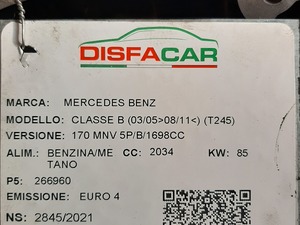 DISFACAR
MARCA: MERCEDES BENZ
MODELLO: CLASSE B (03/05>08/11<) (T245)
VERSIONE: 170 MNV 5P/B/1698CC
ALIM.: BENZINA/ME CC: 2034 KW: 85
TANO
P5: 266960
EMISSIONE: EURO 4
NS: 2845/2021